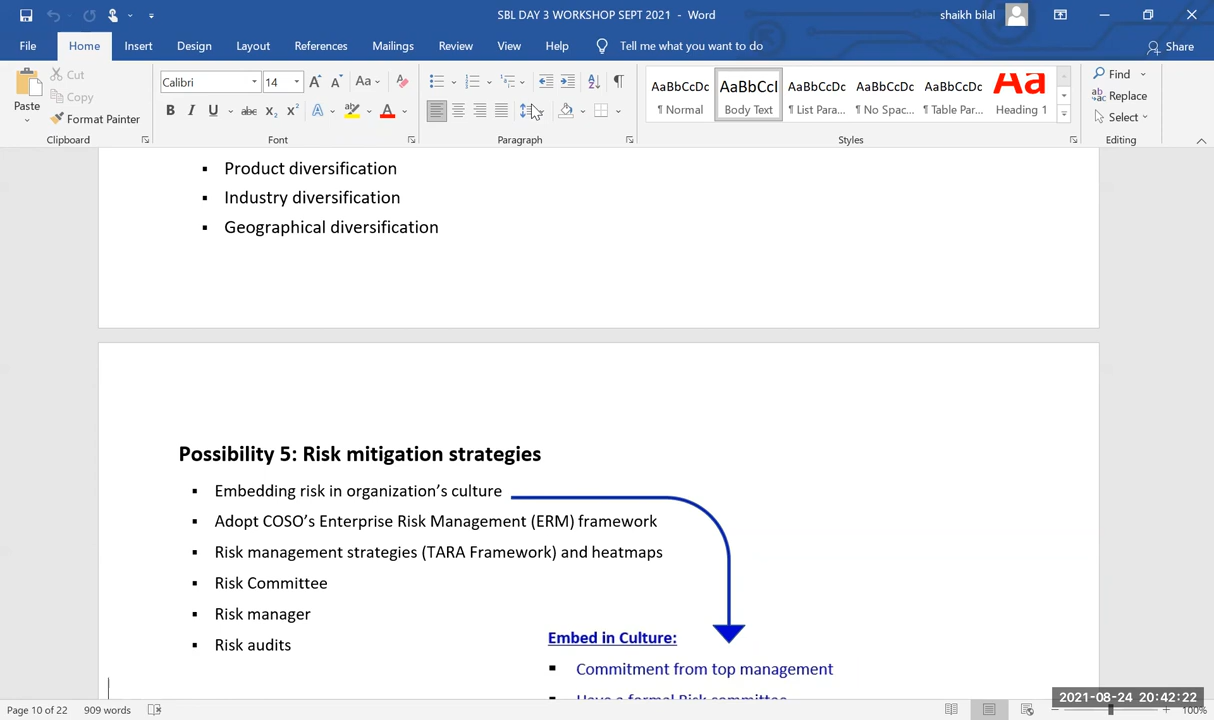 SBL DAY 3 WORKSHOP SEPT 2021 - Word
shaikh bilal
File Home Insert Design Layout References Mailings Review View Help Tell me what you want to do Share
Paste
Cut
Copy
Format Painter
Clipboard
Calibri 14
Font
Paragraph
AaBbCcDc AaBbCcI AaBbCcDc AaBbCcDc AaBbCcDc AaBbCc
¶ Normal Body Text ¶ List Para... ¶ No Spac... ¶ Table Par... Heading 1
Styles
Find
Replace
Select
Editing
▪ Product diversification
▪ Industry diversification
▪ Geographical diversification
Possibility 5: Risk mitigation strategies
▪ Embedding risk in organization’s culture
▪ Adopt COSO’s Enterprise Risk Management (ERM) framework
▪ Risk management strategies (TARA Framework) and heatmaps
▪ Risk Committee
▪ Risk manager
▪ Risk audits
Embed in Culture:
▪ Commitment from top management
▪ Have a formal Risk committee
2021-08-24 20:42:22
Page 10 of 22 909 words 100%